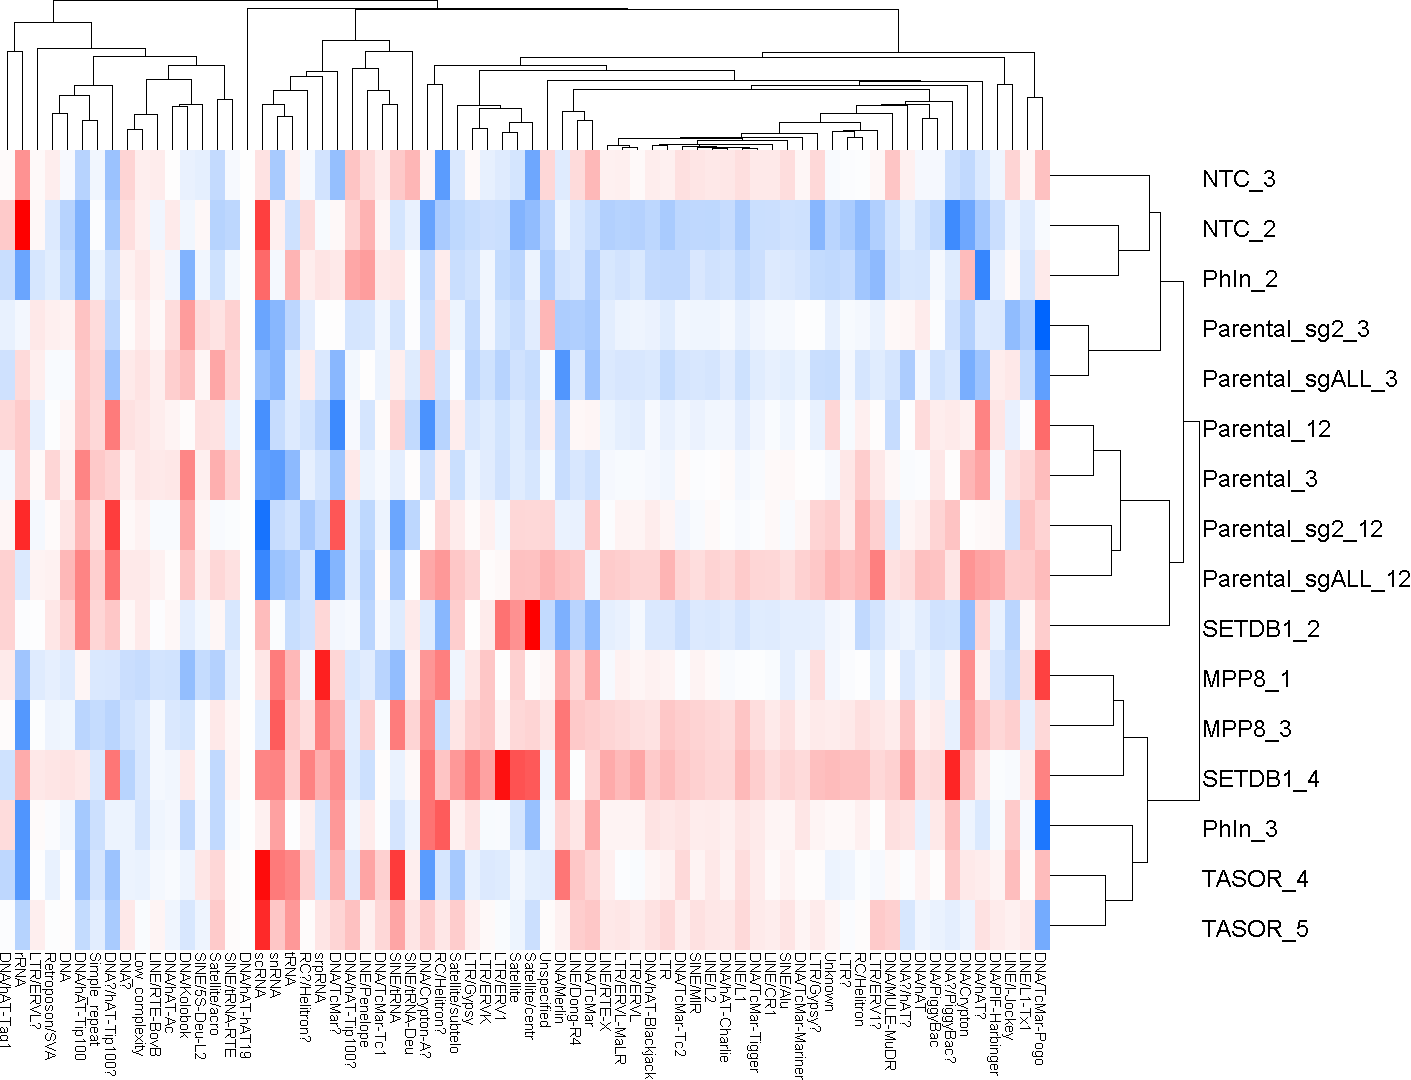 NTC_3
NTC_2
PhIn_2
Parental_sg2_3
Parental_sgALL_3
Parental_12
Parental_3
Parental_sg2_12
Parental_sgALL_12
SETDB1_2
MPP8_1
MPP8_3
SETDB1_4
PhIn_3
TASOR_4
TASOR_5
DNA/hAT-Tag1
rRNA
LTR/ERVL?
Retroposon/SVA
DNA
DNA/hAT-Tip100
Simple_repeat
DNA?/hAT-Tip100?
DNA?
Low_complexity
LINE/RTE-BovB
DNA/hAT-Ac
DNA/Kolobok
SINE/5S-Deu-L2
Satellite/acro
SINE/tRNA-RTE
DNA/hAT-hAT19
scRNA
snRNA
tRNA
RC?/Helitron?
srpRNA
DNA/TcMar?
DNA/hAT-Tip100?
LINE/Penelope
DNA/TcMar-Tc1
SINE/tRNA
SINE/tRNA-Deu
DNA/Crypton-A?
RC/Helitron?
Satellite/subtelo
LTR/Gypsy
LTR/ERVK
LTR/ERV1
Satellite
Satellite/centr
Unspecified
DNA/Merlin
LINE/Dong-R4
DNA/TcMar
LINE/RTE-X
LTR/ERVL-MaLR
LTR/ERVL
DNA/hAT-Blackjack
LTR
DNA/TcMar-Tc2
SINE/MIR
LINE/L2
DNA/hAT-Charlie
LINE/L1
DNA/TcMar-Tigger
LINE/CR1
SINE/Alu
DNA/TcMar-Mariner
LTR/Gypsy?
Unknown
LTR?
RC/Helitron
LTR/ERV1?
DNA/MULE-MuDR
DNA?/hAT?
DNA/hAT
DNA/PiggyBac
DNA?/PiggyBac?
DNA/Crypton
DNA/hAT?
DNA/PIF-Harbinger
LINE/I-Jockey
LINE/L1-Tx1
DNA/TcMar-Pogo